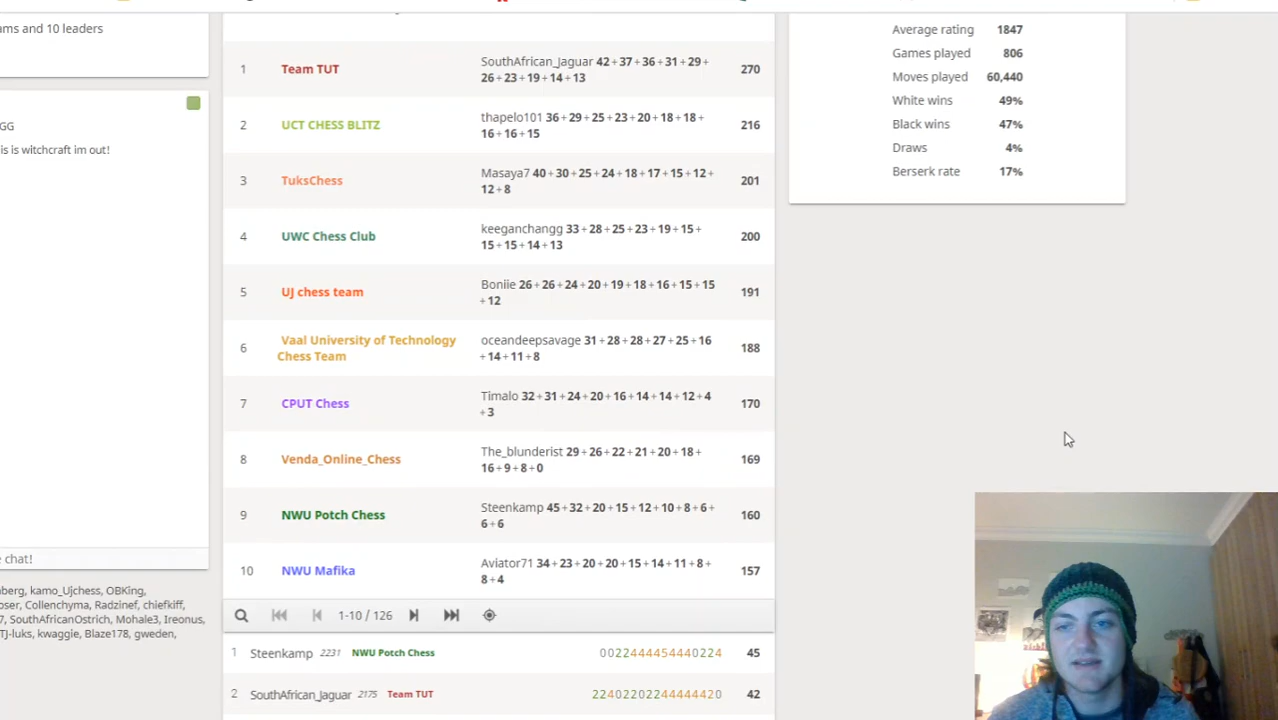 ams and 10 leaders
GG
is is witchcraft im out!
e chat!
nberg, kamo_Ujchess, OBKing,
oser, Collenchyma, Radzinef, chiefkiff,
7, SouthAfricanOstrich, Mohale3, Ireonus,
TJ-luks, kwaggie, Blaze178, gweden,
1 Team TUT SouthAfrican_Jaguar 42+37+36+31+29+ 270
26+23+19+14+13
2 UCT CHESS BLITZ thapelo101 36+29+25+23+20+18+18+ 216
16+16+15
3 TuksChess Masaya7 40+30+25+24+18+17+15+12+ 201
12+8
4 UWC Chess Club keeganchangg 33+28+25+23+19+15+ 200
15+15+14+13
5 UJ chess team Boniie 26+26+24+20+19+18+16+15+15 191
+12
6 Vaal University of Technology oceandeepsavage 31+28+28+27+25+16 188
Chess Team +14+11+8
7 CPUT Chess Timalo 32+31+24+20+16+14+14+12+4 170
+3
8 Venda_Online_Chess The_blunderist 29+26+22+21+20+18+ 169
16+9+8+0
9 NWU Potch Chess Steenkamp 45+32+20+15+12+10+8+6+ 160
6+6
10 NWU Mafika Aviator71 34+23+20+20+15+14+11+8+ 157
8+4
1-10 / 126
1 Steenkamp 2231 NWU Potch Chess 0022444454440224 45
2 SouthAfrican_Jaguar 2175 Team TUT 22402202244444420 42
Average rating 1847
Games played 806
Moves played 60,440
White wins 49%
Black wins 47%
Draws 4%
Berserk rate 17%